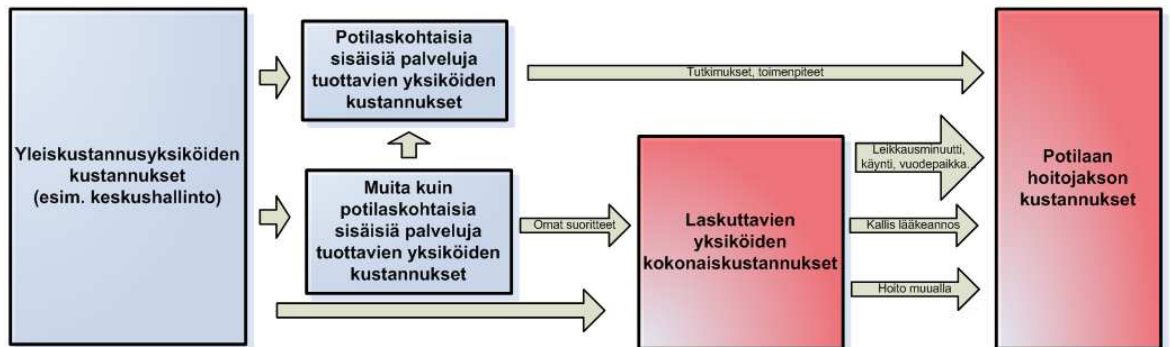 Yleiskustannusyksiköiden
kustannukset
(esim. keskushallinto)
Potilaskohtaisia
sisäisiä palveluja
tuottavien yksiköiden
kustannukset
Muita kuin
potilaskohtaisia
sisäisiä palveluja
tuottavien yksiköiden
kustannukset
Tutkimukset, toimenpiteet
Omat suoritteet
Laskuttavien
yksiköiden
kokonaiskustannukset
Leikkausminuutti,
käynti, vuodepaikka..
Kallis lääkeannos
Hoito muualla
Potilaan
hoitojakson
kustannukset